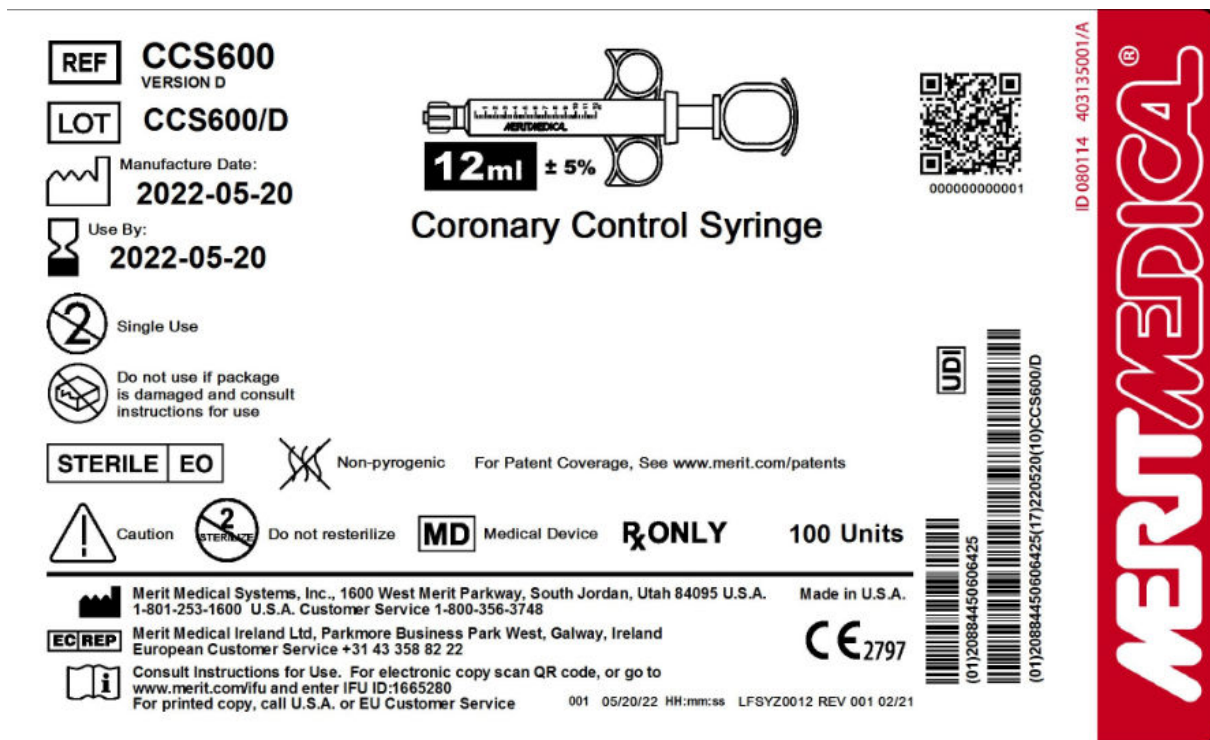 REF CCS600
VERSION D
LOT CCS600/D
Manufacture Date:
2022-05-20
Use By:
2022-05-20
MERITMEDICAL
12ml ± 5%
Coronary Control Syringe
000000000001
ID 080114 403135001/A
MERITMEDICAL®
2 Single Use
Do not use if package
is damaged and consult
instructions for use
STERILE EO
Non-pyrogenic
For Patent Coverage, See www.merit.com/patents
Caution
2
STERILIZE
Do not resterilize
MD Medical Device
Rx ONLY
100 Units
Merit Medical Systems, Inc., 1600 West Merit Parkway, South Jordan, Utah 84095 U.S.A.
1-801-253-1600 U.S.A. Customer Service 1-800-356-3748
Made in U.S.A.
EC REP
Merit Medical Ireland Ltd, Parkmore Business Park West, Galway, Ireland
European Customer Service +31 43 358 82 22
CE 2797
i
Consult Instructions for Use. For electronic copy scan QR code, or go to
www.merit.com/ifu and enter IFU ID:1665280
For printed copy, call U.S.A. or EU Customer Service
001 05/20/22 HH:mm:ss LFSYZ0012 REV 001 02/21
UDI
(01)20884450606425
(01)20884450606425(17)220520(10)CCS600/D